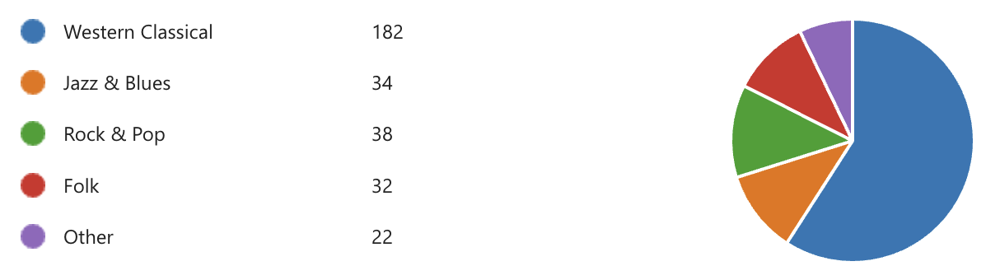 Western Classical 182
Jazz & Blues 34
Rock & Pop 38
Folk 32
Other 22